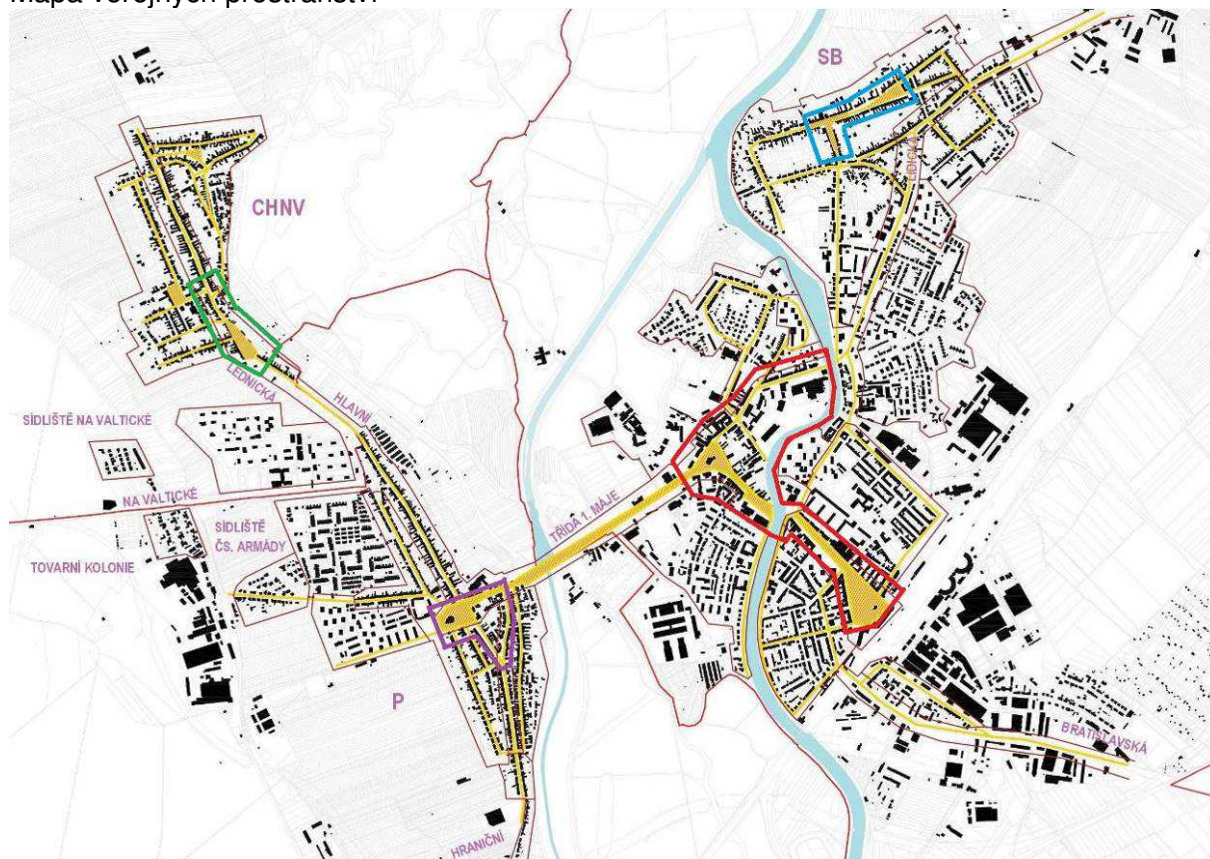 Mapa veřejných prostranství
SB
CHNV
LEDNICKÁ
HLAVNÍ
SÍDLIŠTĚ NA VALTICKÉ
NA VALTICKÉ
TŘÍDA 1. MÁJE
SÍDLIŠTĚ
ČS. ARMÁDY
TOVARNÍ KOLONIE
P
BRATISLAVSKÁ
HRANIČNÍ